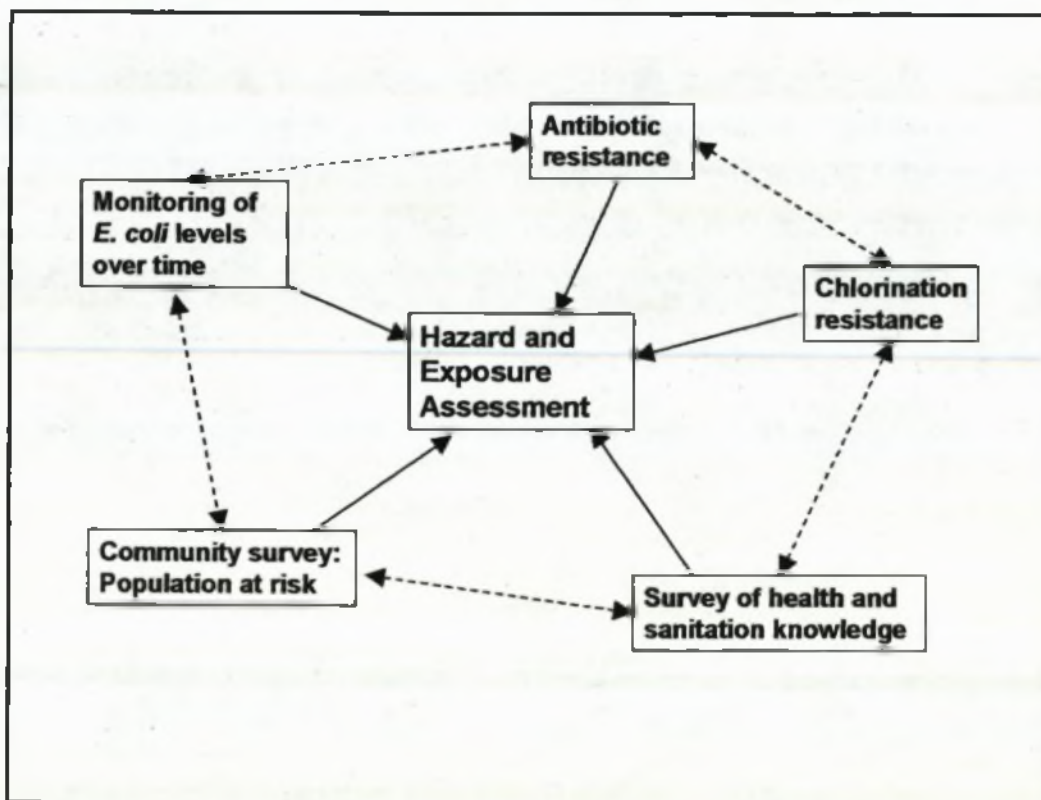 Antibiotic
resistance
Monitoring of
E. coli levels
over time
Chlorination
resistance
Hazard and
Exposure
Assessment
Community survey:
Population at risk
Survey of health and
sanitation knowledge